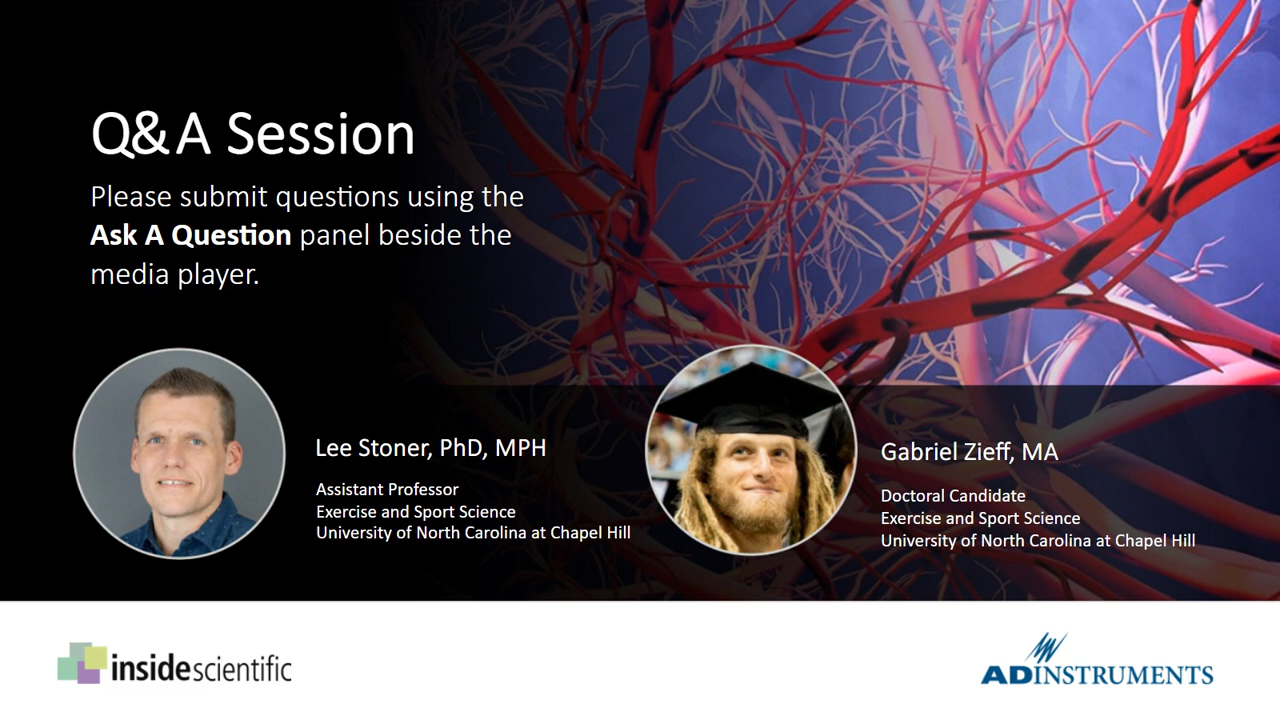 Q&A Session
Please submit questions using the
Ask A Question panel beside the
media player.
Lee Stoner, PhD, MPH
Assistant Professor
Exercise and Sport Science
University of North Carolina at Chapel Hill
Gabriel Zieff, MA
Doctoral Candidate
Exercise and Sport Science
University of North Carolina at Chapel Hill
insidescientific
ADINSTRUMENTS